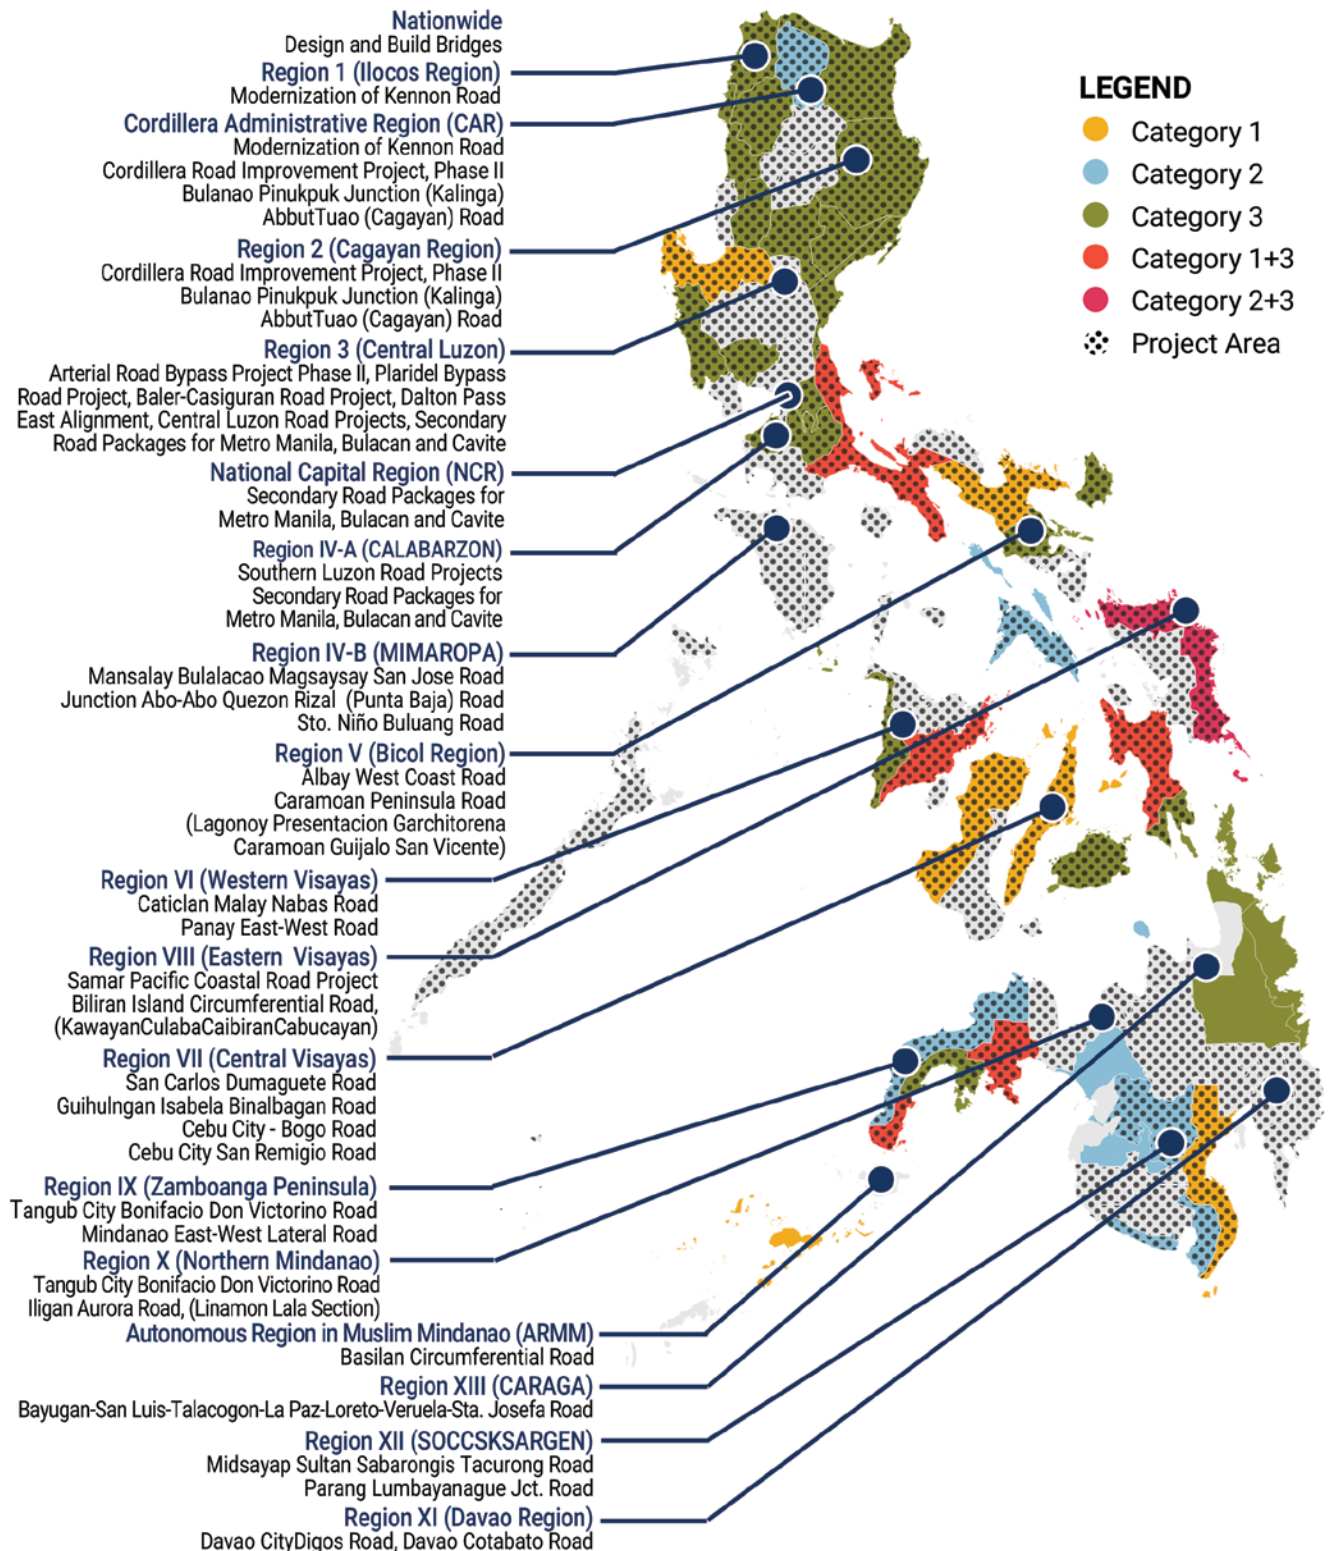 Nationwide
Design and Build Bridges
Region 1 (Ilocos Region)
Modernization of Kennon Road
Cordillera Administrative Region (CAR)
Modernization of Kennon Road
Cordillera Road Improvement Project, Phase II
Bulanao Pinukpuk Junction (Kalinga)
AbbutTuao (Cagayan) Road
Region 2 (Cagayan Region)
Cordillera Road Improvement Project, Phase II
Bulanao Pinukpuk Junction (Kalinga)
AbbutTuao (Cagayan) Road
Region 3 (Central Luzon)
Arterial Road Bypass Project Phase II, Plaridel Bypass
Road Project, Baler-Casiguran Road Project, Dalton Pass
East Alignment, Central Luzon Road Projects, Secondary
Road Packages for Metro Manila, Bulacan and Cavite
National Capital Region (NCR)
Secondary Road Packages for
Metro Manila, Bulacan and Cavite
Region IV-A (CALABARZON)
Southern Luzon Road Projects
Secondary Road Packages for
Metro Manila, Bulacan and Cavite
Region IV-B (MIMAROPA)
Mansalay Bulalacao Magsaysay San Jose Road
Junction Abo-Abo Quezon Rizal (Punta Baja) Road
Sto. Niño Buluang Road
Region V (Bicol Region)
Albay West Coast Road
Caramoan Peninsula Road
(Lagonoy Presentacion Garchitorena
Caramoan Guijalo San Vicente)
Region VI (Western Visayas)
Caticlan Malay Nabas Road
Panay East-West Road
Region VIII (Eastern Visayas)
Samar Pacific Coastal Road Project
Biliran Island Circumferential Road,
(KawayanCulabaCaibiranCabucayan)
Region VII (Central Visayas)
San Carlos Dumaguete Road
Guihulngan Isabela Binalbagan Road
Cebu City - Bogo Road
Cebu City San Remigio Road
Region IX (Zamboanga Peninsula)
Tangub City Bonifacio Don Victorino Road
Mindanao East-West Lateral Road
Region X (Northern Mindanao)
Tangub City Bonifacio Don Victorino Road
Iligan Aurora Road, (Linamon Lala Section)
Autonomous Region in Muslim Mindanao (ARMM)
Basilan Circumferential Road
Region XIII (CARAGA)
Bayugan-San Luis-Talacogon-La Paz-Loreto-Veruela-Sta. Josefa Road
Region XII (SOCCSKSARGEN)
Midsayap Sultan Sabarongis Tacurong Road
Parang Lumbayanague Jct. Road
Region XI (Davao Region)
Davao CityDigos Road, Davao Cotabato Road
LEGEND
Category 1
Category 2
Category 3
Category 1+3
Category 2+3
Project Area